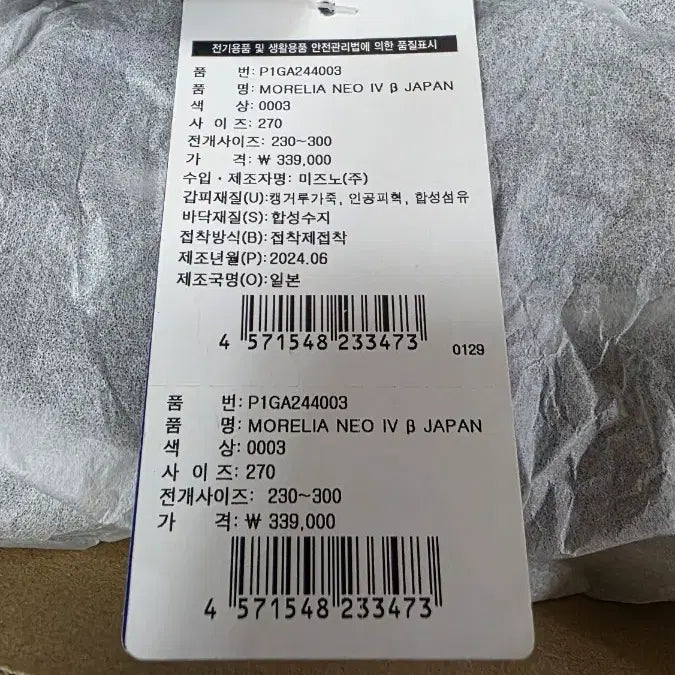 전기용품 및 생활용품 안전관리법에 의한 품질표시
품 번: P1GA244003
품 명: MORELIA NEO IV β JAPAN
색 상: 0003
사 이 즈: 270
전개사이즈: 230~300
가 격: ₩ 339,000
수입 · 제조자명: 미즈노(주)
갑피재질(U):캥거루가죽, 인공피혁, 합성섬유
바닥재질(S): 합성수지
접착방식(B): 접착제접착
제조년월(P): 2024.06
제조국명(O): 일본
4 571548 233473
0129
품 번: P1GA244003
품 명: MORELIA NEO IV β JAPAN
색 상: 0003
사 이 즈: 270
전개사이즈: 230~300
가 격: ₩ 339,000
4 571548 233473